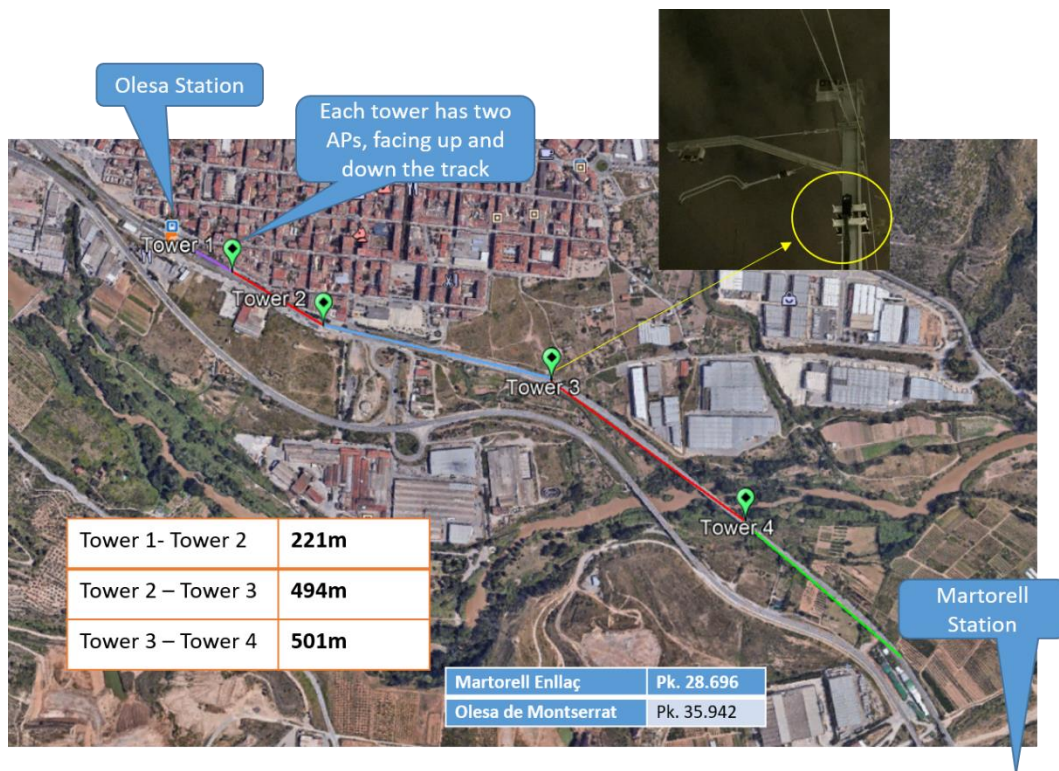 Olesa Station
Each tower has two
APs, facing up and
down the track
Tower 1
Tower 2
Tower 3
Tower 4
Tower 1- Tower 2 221m
Tower 2 – Tower 3 494m
Tower 3 – Tower 4 501m
Martorell
Station
Martorell Enllaç Pk. 28.696
Olesa de Montserrat Pk. 35.942